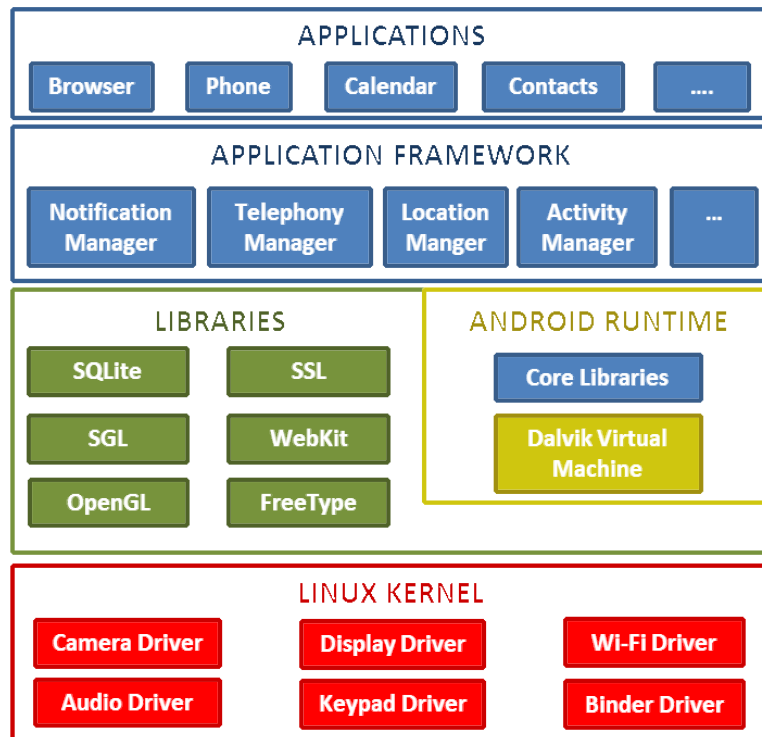 APPLICATIONS
Browser
Phone
Calendar
Contacts
....
APPLICATION FRAMEWORK
Notification
Manager
Telephony
Manager
Location
Manger
Activity
Manager
...
LIBRARIES
SQLite
SSL
SGL
WebKit
OpenGL
FreeType
ANDROID RUNTIME
Core Libraries
Dalvik Virtual
Machine
LINUX KERNEL
Camera Driver
Display Driver
Wi-Fi Driver
Audio Driver
Keypad Driver
Binder Driver